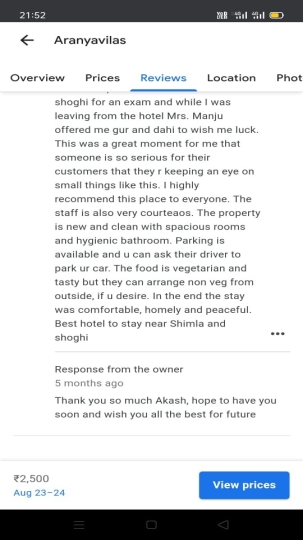 21:52
Aranyavilas
Overview Prices Reviews Location Phot
shoghi for an exam and while I was
leaving from the hotel Mrs. Manju
offered me gur and dahi to wish me luck.
This was a great moment for me that
someone is so serious for their
customers that they r keeping an eye on
small things like this. I highly
recommend this place to everyone. The
staff is also very courteaos. The property
is new and clean with spacious rooms
and hygienic bathroom. Parking is
available and u can ask their driver to
park ur car. The food is vegetarian and
tasty but they can arrange non veg from
outside, if u desire. In the end the stay
was comfortable, homely and peaceful.
Best hotel to stay near Shimla and
shoghi
Response from the owner
5 months ago
Thank you so much Akash, hope to have you
soon and wish you all the best for future
₹2,500
Aug 23–24
View prices